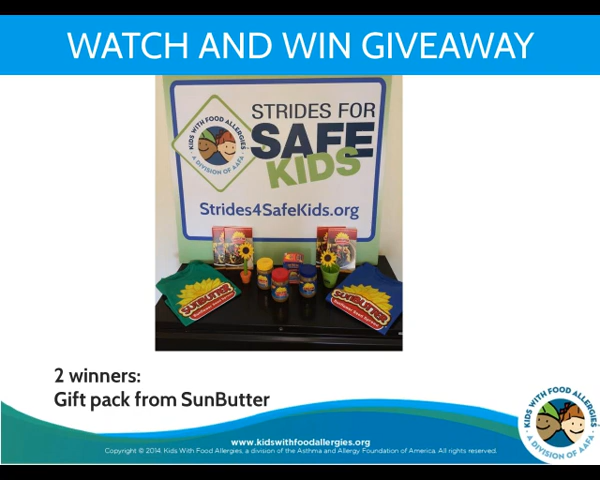 WATCH AND WIN GIVEAWAY
KIDS WITH FOOD ALLERGIES
A DIVISION OF AAFA
STRIDES FOR
SAFE
KIDS
Strides4SafeKids.org
SUNBUTTER
SUNBUTTER
2 winners:
Gift pack from SunButter
KIDS WITH FOOD ALLERGIES
A DIVISION OF AAFA
www.kidswithfoodallergies.org
Copyright © 2014, Kids With Food Allergies, a division of the Asthma and Allergy Foundation of America. All rights reserved.